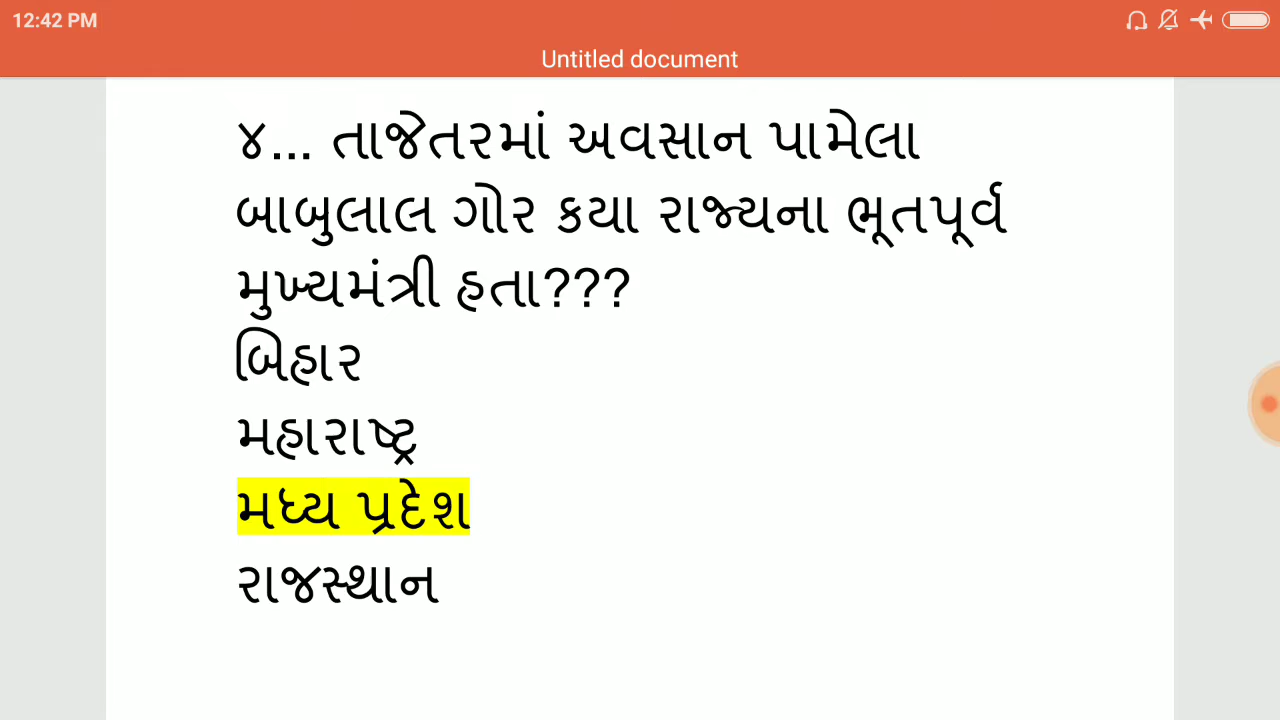 12:42 PM
Untitled document
૪... તાજેતરમાં અવસાન પામેલા
બાબુલાલ ગોર કયા રાજ્યના ભૂતપૂર્વ
મુખ્યમંત્રી હતા???
બિહાર
મહારાષ્ટ્ર
મધ્ય પ્રદેશ
રાજસ્થાન